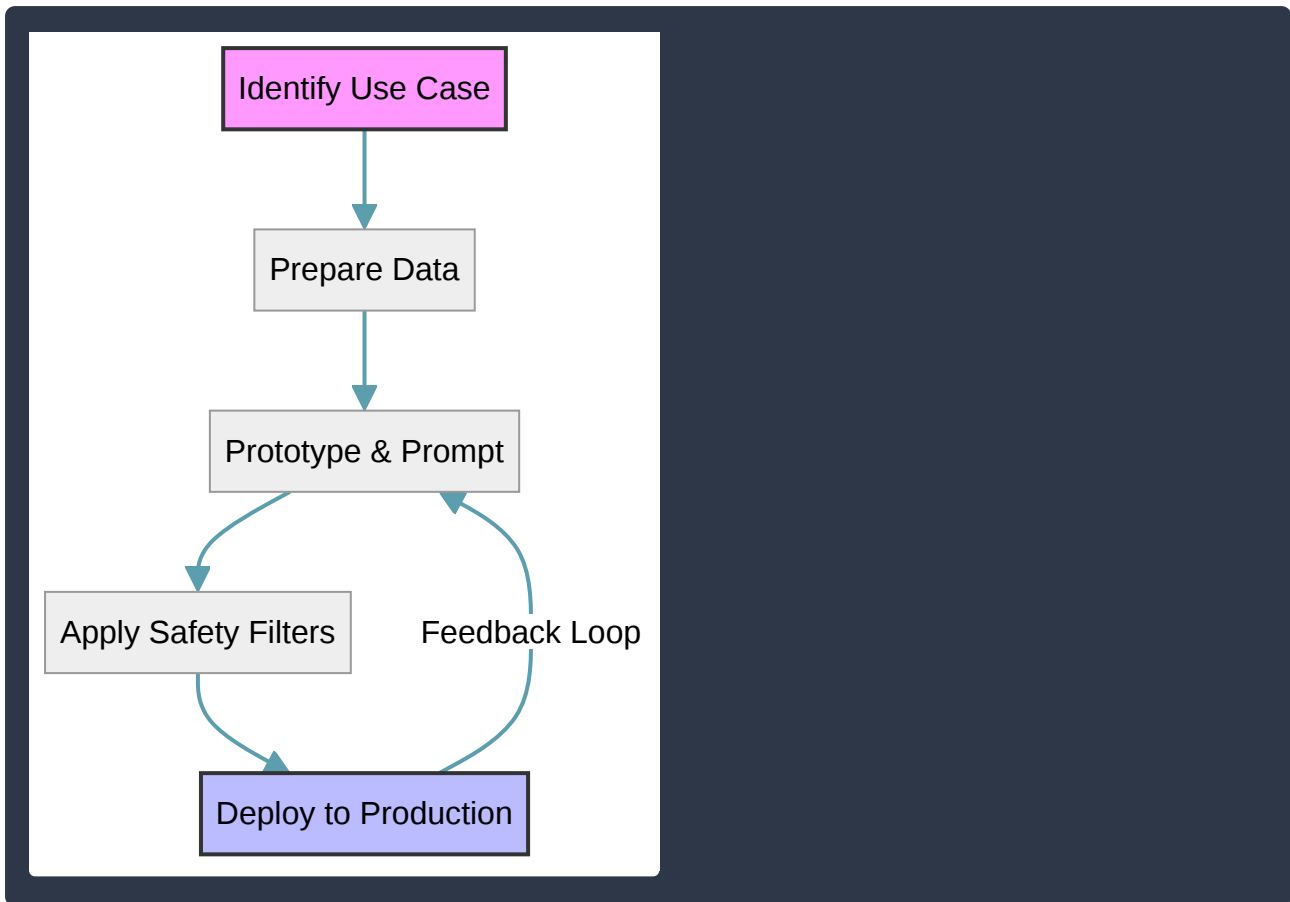 Identify Use Case
Prepare Data
Prototype & Prompt
Apply Safety Filters
Feedback Loop
Deploy to Production